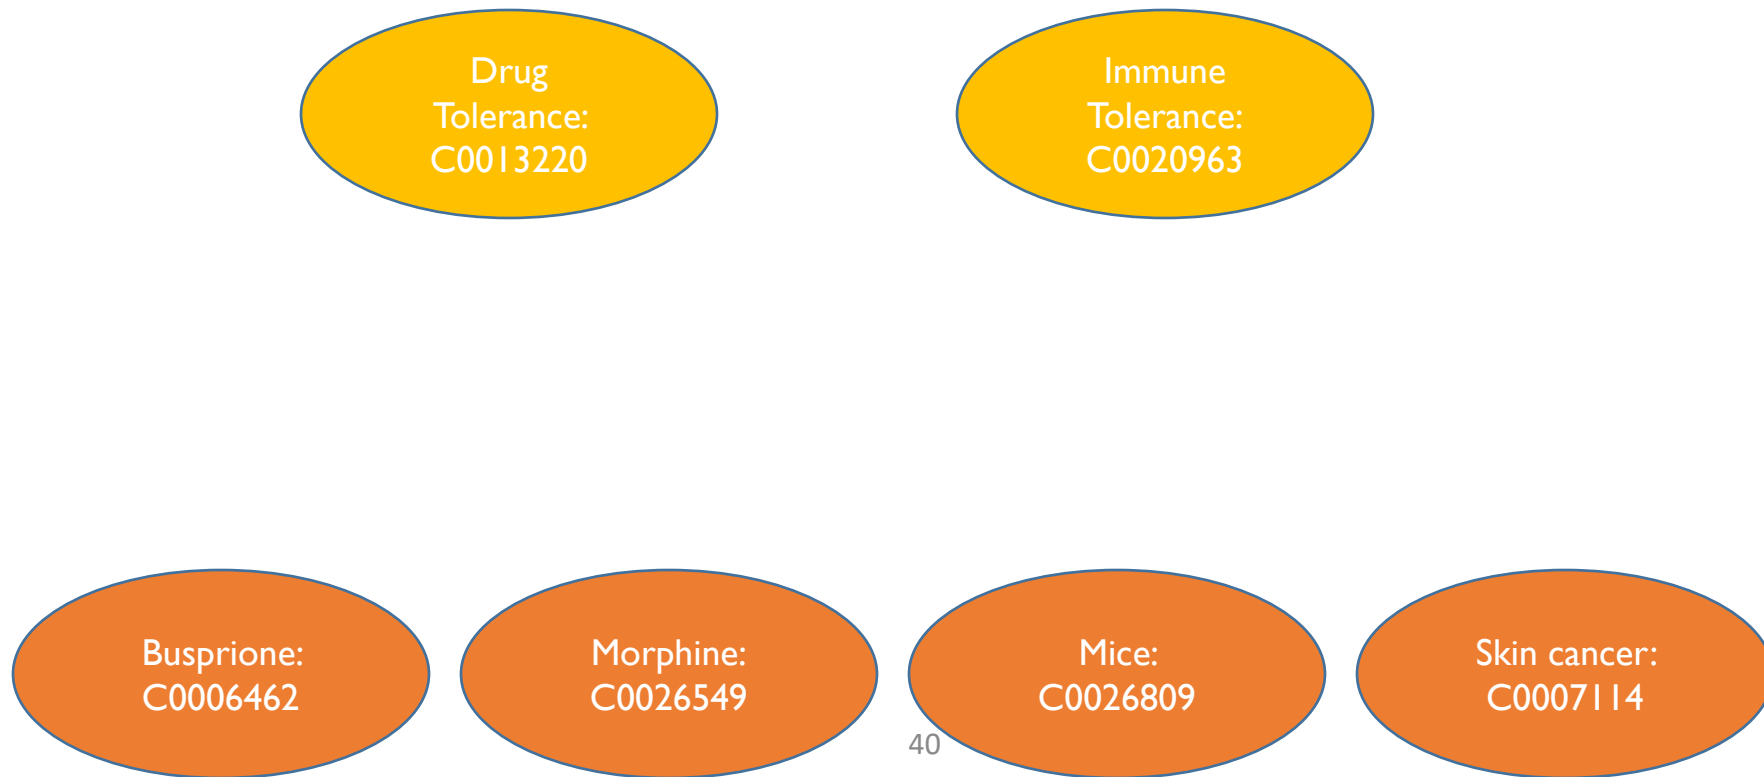 Drug
Tolerance:
C0013220
Immune
Tolerance:
C0020963
Busprione:
C0006462
Morphine:
C0026549
Mice:
C0026809
Skin cancer:
C0007114
40